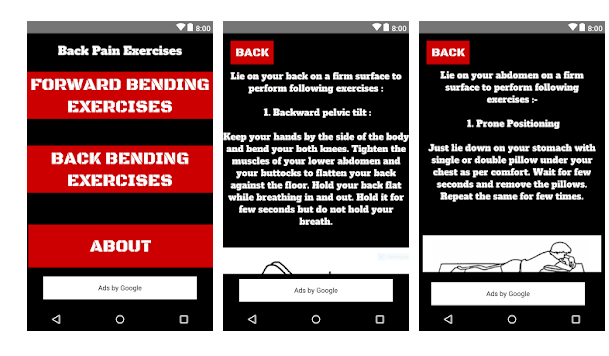 8:00
Back Pain Exercises
FORWARD BENDING
EXERCISES
BACK BENDING
EXERCISES
ABOUT
Ads by Google
8:00
BACK
Lie on your back on a firm surface to
perform following exercises :
1. Backward pelvic tilt :
Keep your hands by the side of the body
and bend your both knees. Tighten the
muscles of your lower abdomen and
your buttocks to flatten your back
against the floor. Hold your back flat
while breathing in and out. Hold it for
few seconds but do not hold your
breath.
Ads by Google
8:00
BACK
Lie on your abdomen on a firm
surface to perform following
exercises :-
1. Prone Positioning
Just lie down on your stomach with
single or double pillow under your
chest as per comfort. Wait for few
seconds and remove the pillows.
Repeat the same for few times.
Ads by Google